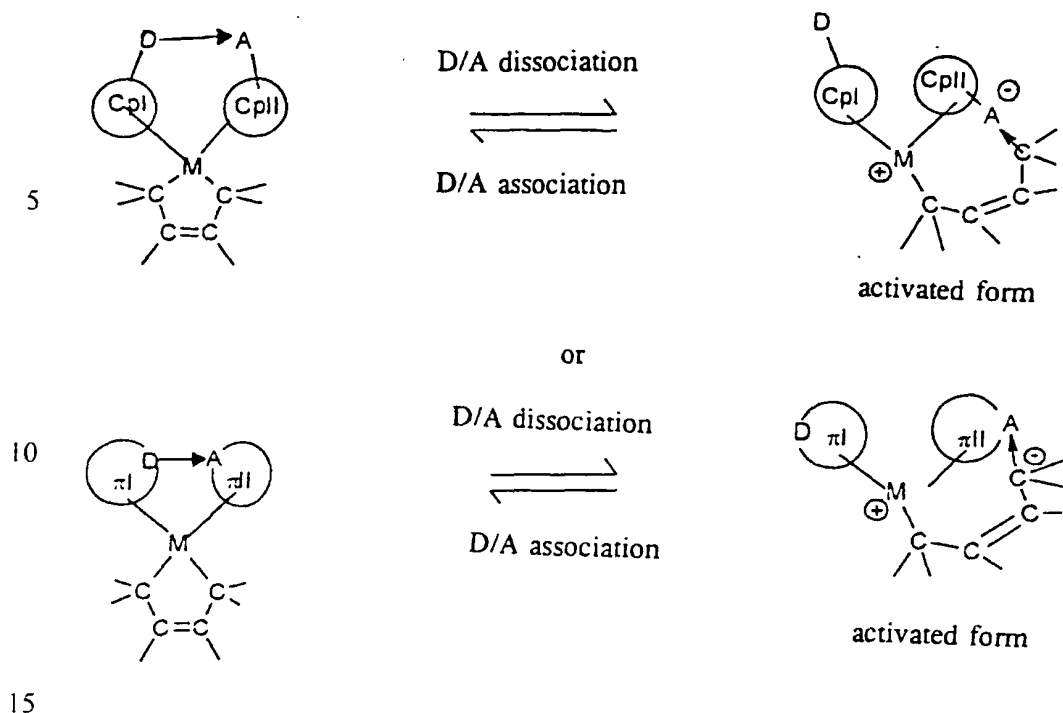 D A
D/A dissociation
D
CpI CpII
CpI CpII ⊖
A
M
M
⊕
C
5
D/A association
C C
C C
C=C
C C
activated form
or
D/A dissociation
D πI πII A
10
D A
πI πII
⊖
C
M
⊕
M
D/A association
C
C C
C C
C=C
activated form
15